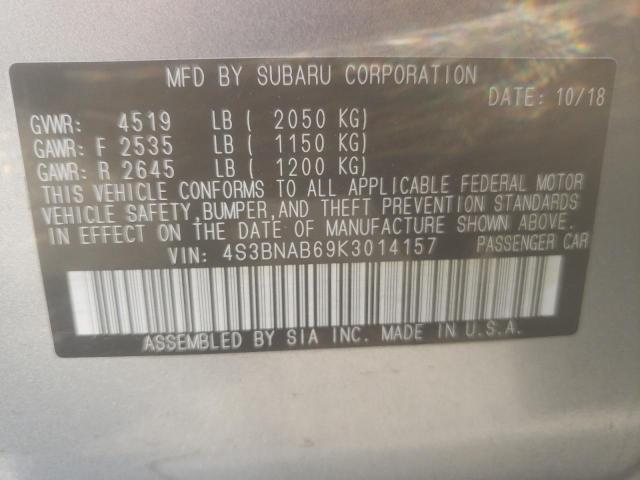 MFD BY SUBARU CORPORATION
DATE: 10/18
GVWR: 4519 LB ( 2050 KG)
GAWR: F 2535 LB ( 1150 KG)
GAWR: R 2645 LB ( 1200 KG)
THIS VEHICLE CONFORMS TO ALL APPLICABLE FEDERAL MOTOR
VEHICLE SAFETY, BUMPER, AND THEFT PREVENTION STANDARDS
IN EFFECT ON THE DATE OF MANUFACTURE SHOWN ABOVE.
VIN: 4S3BNAB69K3014157 PASSENGER CAR
ASSEMBLED BY SIA INC. MADE IN U.S.A.